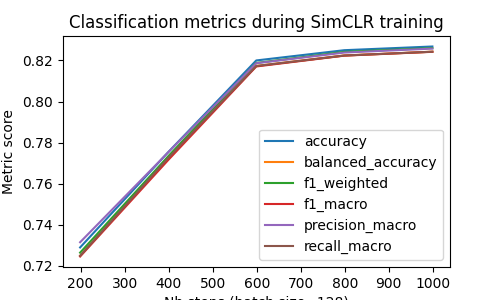 Classification metrics during SimCLR training
Metric score
0.82
0.80
0.78
0.76
0.74
0.72
accuracy
balanced_accuracy
f1_weighted
f1_macro
precision_macro
recall_macro
200 300 400 500 600 700 800 900 1000
Nb steps (batch size